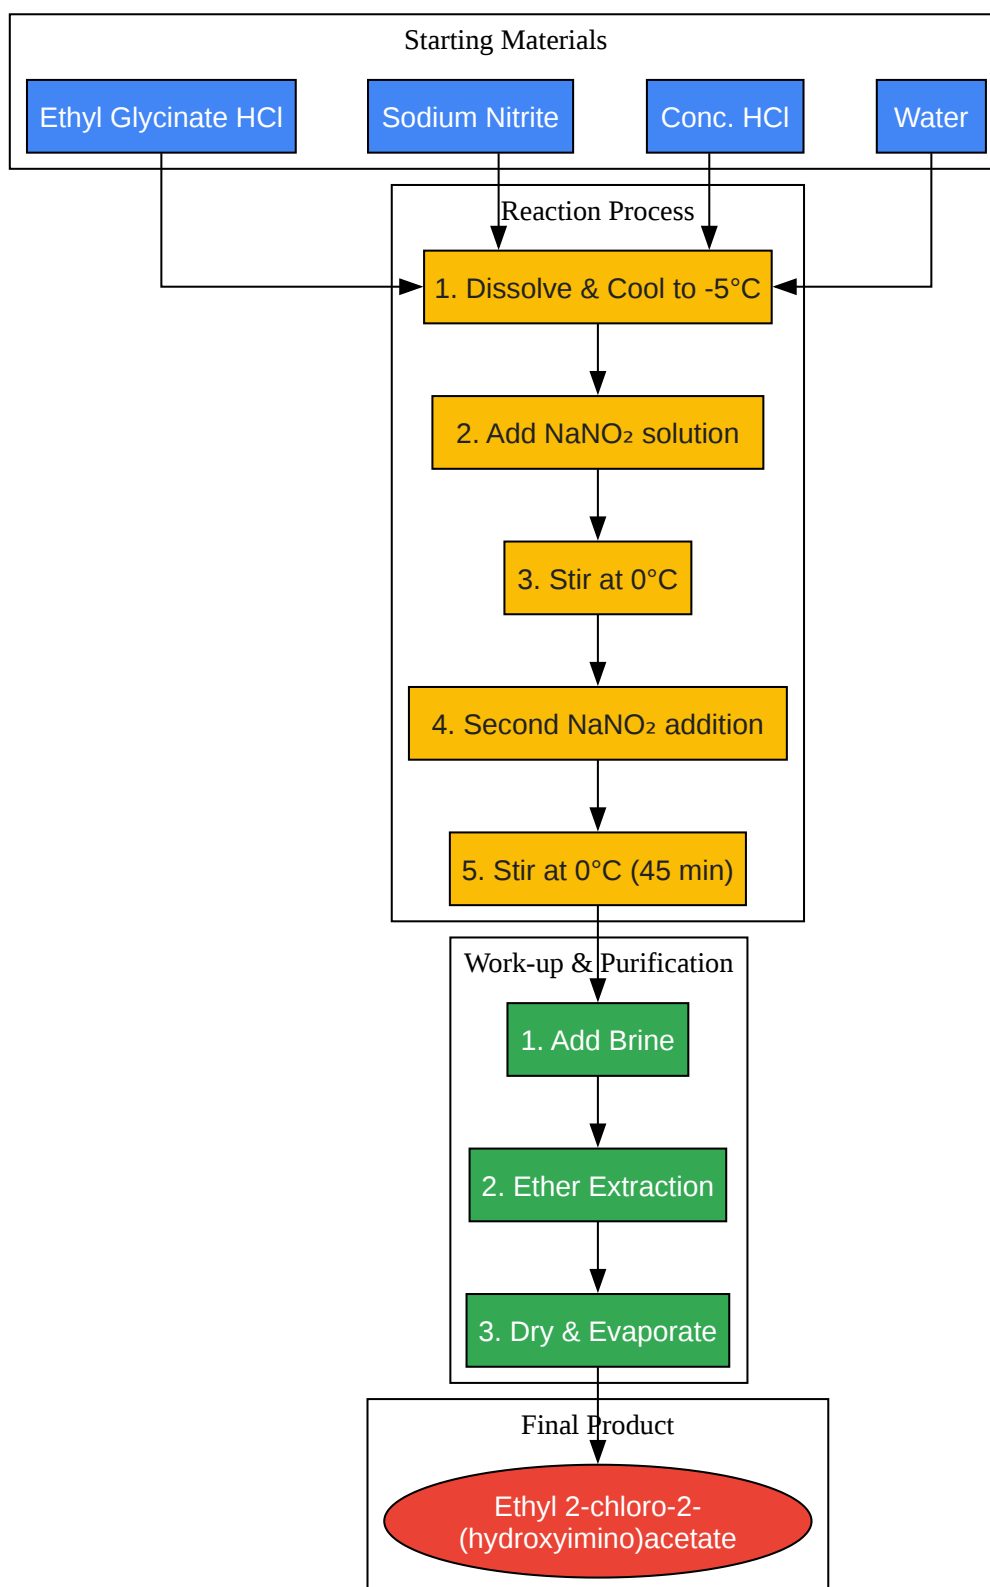 Starting Materials
Ethyl Glycinate HCl
Sodium Nitrite
Conc. HCl
Water
Reaction Process
1. Dissolve & Cool to -5°C
2. Add NaNO₂ solution
3. Stir at 0°C
4. Second NaNO₂ addition
5. Stir at 0°C (45 min)
Work-up & Purification
1. Add Brine
2. Ether Extraction
3. Dry & Evaporate
Final Product
Ethyl 2-chloro-2-
(hydroxyimino)acetate